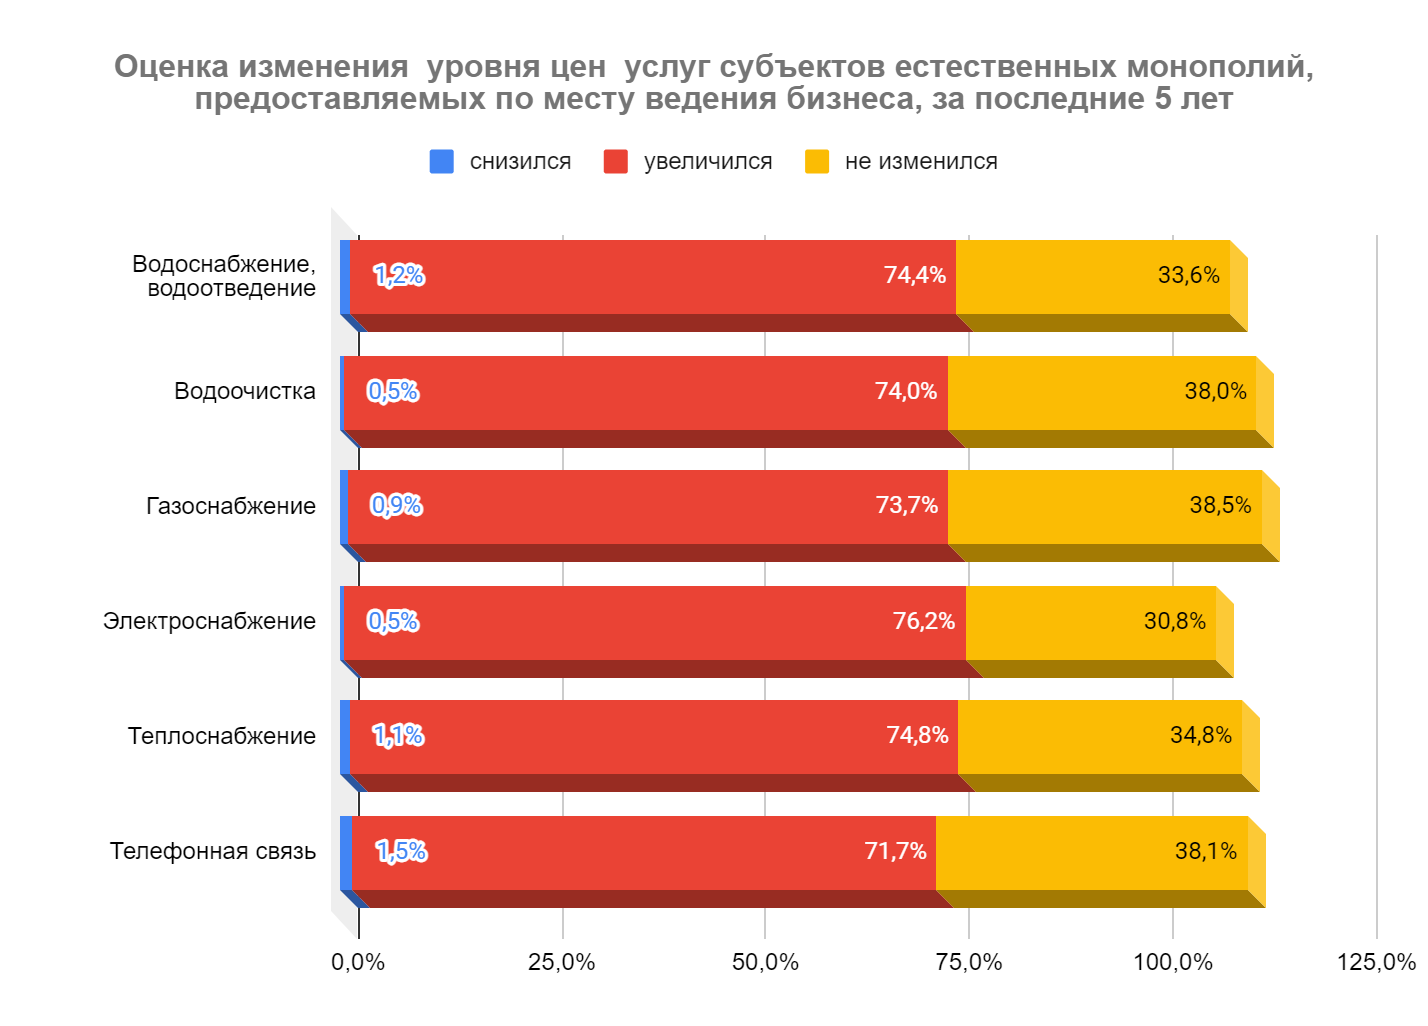 Оценка изменения  уровня цен  услуг субъектов естественных монополий,
предоставляемых по месту ведения бизнеса, за последние 5 лет
снизился увеличился не изменился
Водоснабжение,
водоотведение
1,2% 74,4% 33,6%
Водоочистка 0,5% 74,0% 38,0%
Газоснабжение 0,9% 73,7% 38,5%
Электроснабжение 0,5% 76,2% 30,8%
Теплоснабжение 1,1% 74,8% 34,8%
Телефонная связь 1,5% 71,7% 38,1%
0,0% 25,0% 50,0% 75,0% 100,0% 125,0%